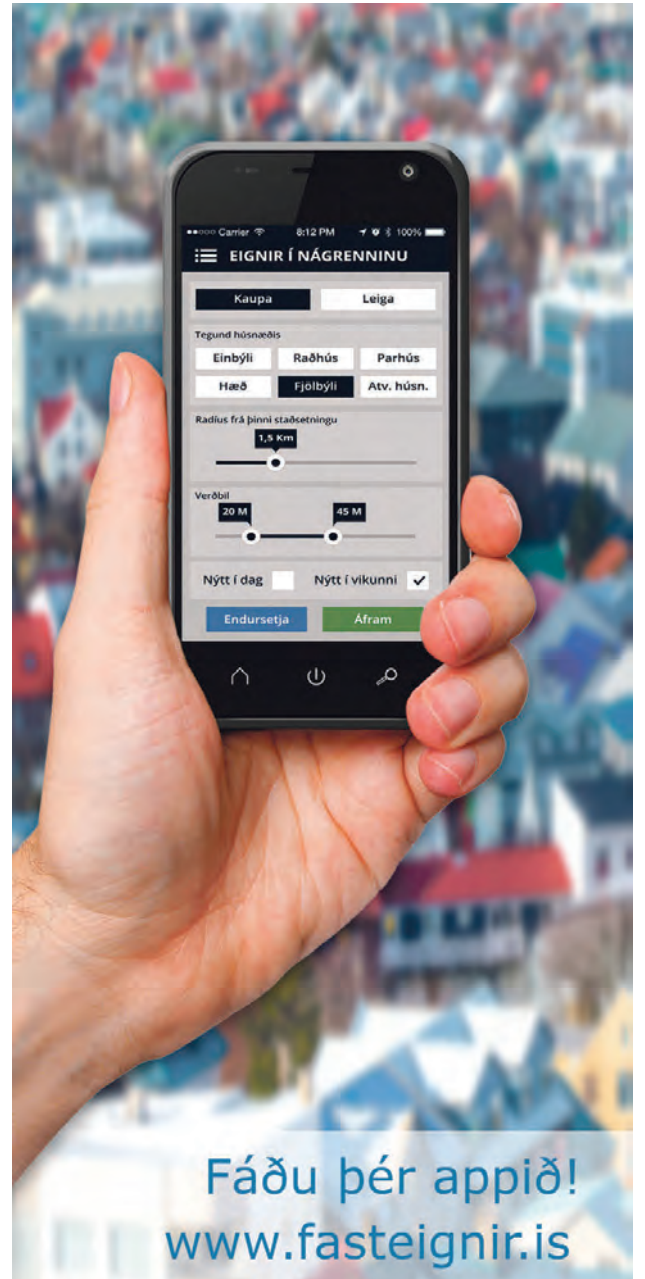 Carrier 8:12 PM 100%
EIGNIR Í NÁGRENNINU
Kaupa Leiga
Tegund húsnæðis
Einbýli Raðhús Parhús
Hæð Fjölbýli Atv. húsn.
Radíus frá þinni staðsetningu
1,5 Km
Verðbil
20 M 45 M
Nýtt í dag Nýtt í vikunni
Endursetja Áfram
Fáðu þér appið!
www.fasteignir.is